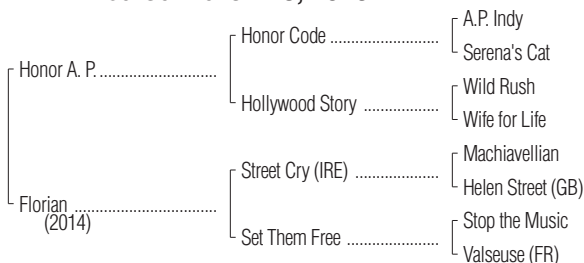 A.P. Indy
Honor Code ....................
Serena's Cat
Honor A. P. ............................
Wild Rush
Hollywood Story ..................
Wife for Life
Machiavellian
Street Cry (IRE) ...................
Helen Street (GB)
Florian ..................................
(2014)
Stop the Music
Set Them Free .....................
Valseuse (FR)